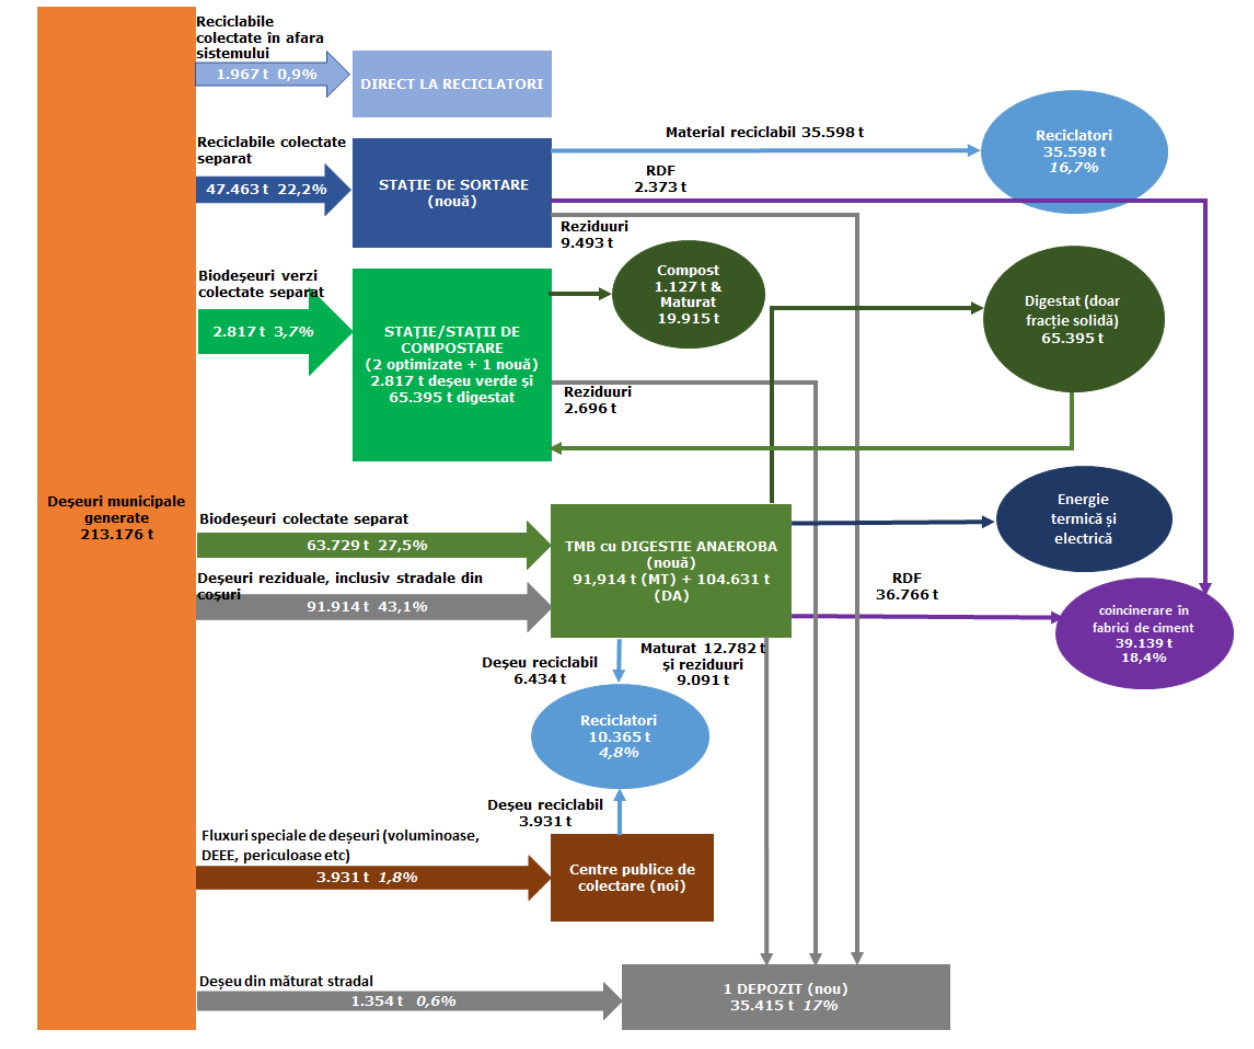 Reciclabile
colectate în afara
sistemului
1.967 t  0,9%
DIRECT LA RECICLATORI
Reciclabile colectate
separat
47.463 t  22,2%
STAȚIE DE SORTARE
(nouă)
Material reciclabil 35.598 t
RDF
2.373 t
Reziduuri
9.493 t
Reciclatori
35.598 t
16,7%
Biodeșeuri verzi
colectate separat
2.817 t  3,7%
STAȚIE/STAȚII DE
COMPOSTARE
(2 optimizate + 1 nouă)
2.817 t deșeu verde și
65.395 t digestat
Compost
1.127 t &
Maturat
19.915 t
Digestat (doar
fracție solidă)
65.395 t
Reziduuri
2.696 t
Deșeuri municipale
generate
213.176 t
Biodeșeuri colectate separat
63.729 t  27,5%
Deșeuri reziduale, inclusiv stradale din
coșuri
91.914 t  43,1%
TMB cu DIGESTIE ANAEROBA
(nouă)
91,914 t (MT) + 104.631 t
(DA)
Energie
termică și
electrică
RDF
36.766 t
coincinerare în
fabrici de ciment
39.139 t
18,4%
Deșeu reciclabil
6.434 t
Maturat 12.782 t
și reziduuri
9.091 t
Reciclatori
10.365 t
4,8%
Deșeu reciclabil
3.931 t
Fluxuri speciale de deșeuri (voluminoase,
DEEE, periculoase etc)
3.931 t  1,8%
Centre publice de
colectare (noi)
Deșeu din măturat stradal
1.354 t  0,6%
1 DEPOZIT (nou)
35.415 t  17%